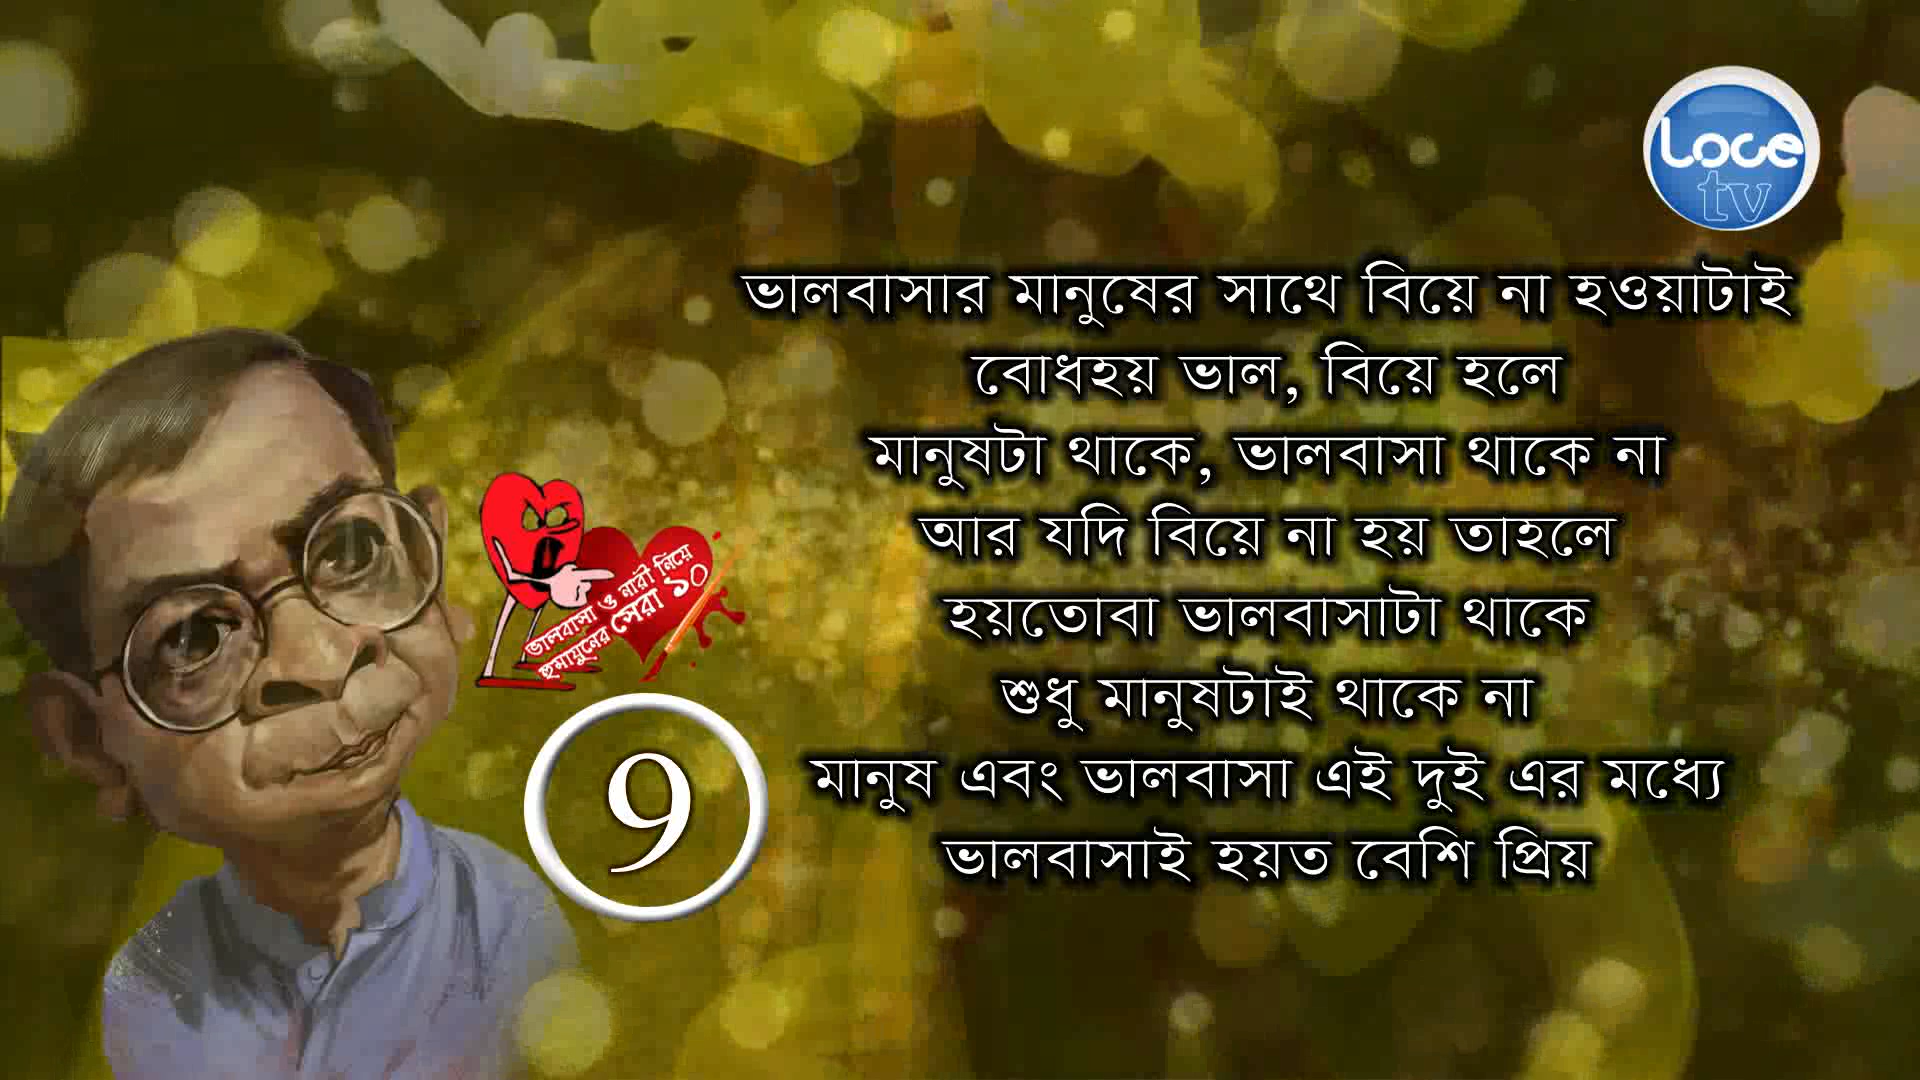 Loce
tv
ভালবাসার মানুষের সাথে বিয়ে না হওয়াটাই
বোধহয় ভাল, বিয়ে হলে
মানুষটা থাকে, ভালবাসা থাকে না
আর যদি বিয়ে না হয় তাহলে
হয়তোবা ভালবাসাটা থাকে
শুধু মানুষটাই থাকে না
মানুষ এবং ভালবাসা এই দুই এর মধ্যে
ভালবাসাই হয়ত বেশি প্রিয়
ভালবাসা ও নারী নিয়ে
হুমায়ুনের সেরা ১০
9